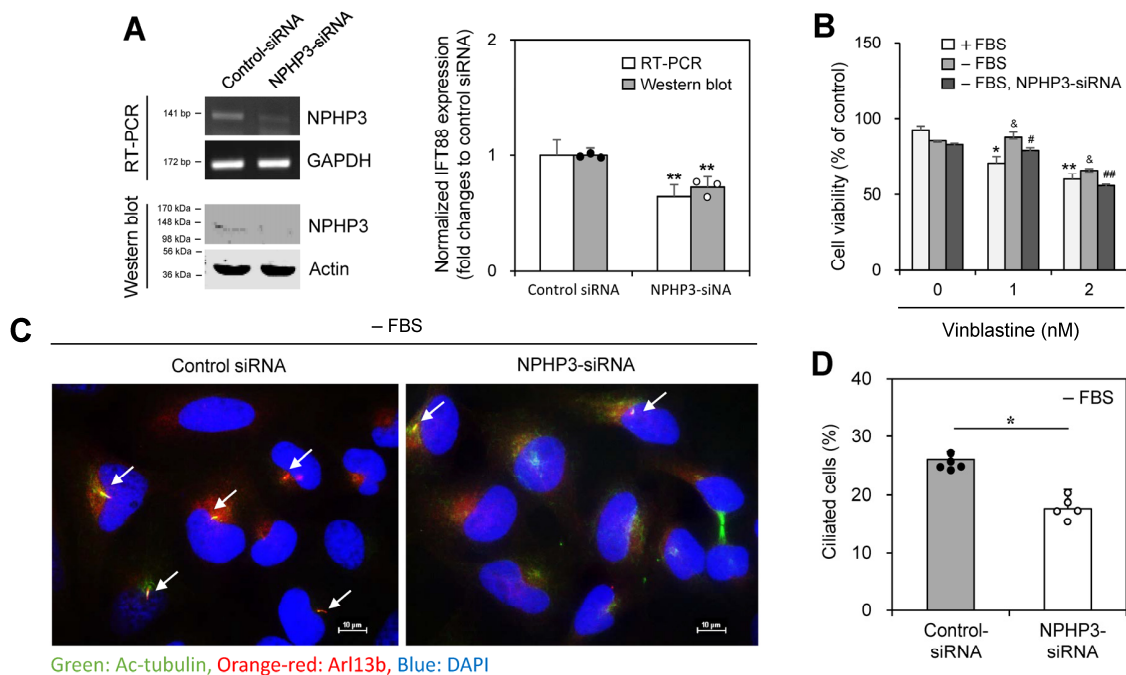 A
Control-siRNA
NPHP3-siRNA
RT-PCR
141 bp
NPHP3
172 bp
GAPDH
Western blot
170 kDa
148 kDa
98 kDa
NPHP3
56 kDa
36 kDa
Actin
Normalized IFT88 expression
(fold changes to control siRNA)
2
1
0
RT-PCR
Western blot
**
**
Control siRNA
NPHP3-siNA
B
Cell viability (% of control)
150
100
50
0
+ FBS
– FBS
– FBS, NPHP3-siRNA
*
&
#
**
&
##
0
1
2
Vinblastine (nM)
C
– FBS
Control siRNA
NPHP3-siRNA
10 µm
10 µm
Green: Ac-tubulin, Orange-red: Arl13b, Blue: DAPI
D
Ciliated cells (%)
40
30
20
10
0
– FBS
*
Control-
siRNA
NPHP3-
siRNA